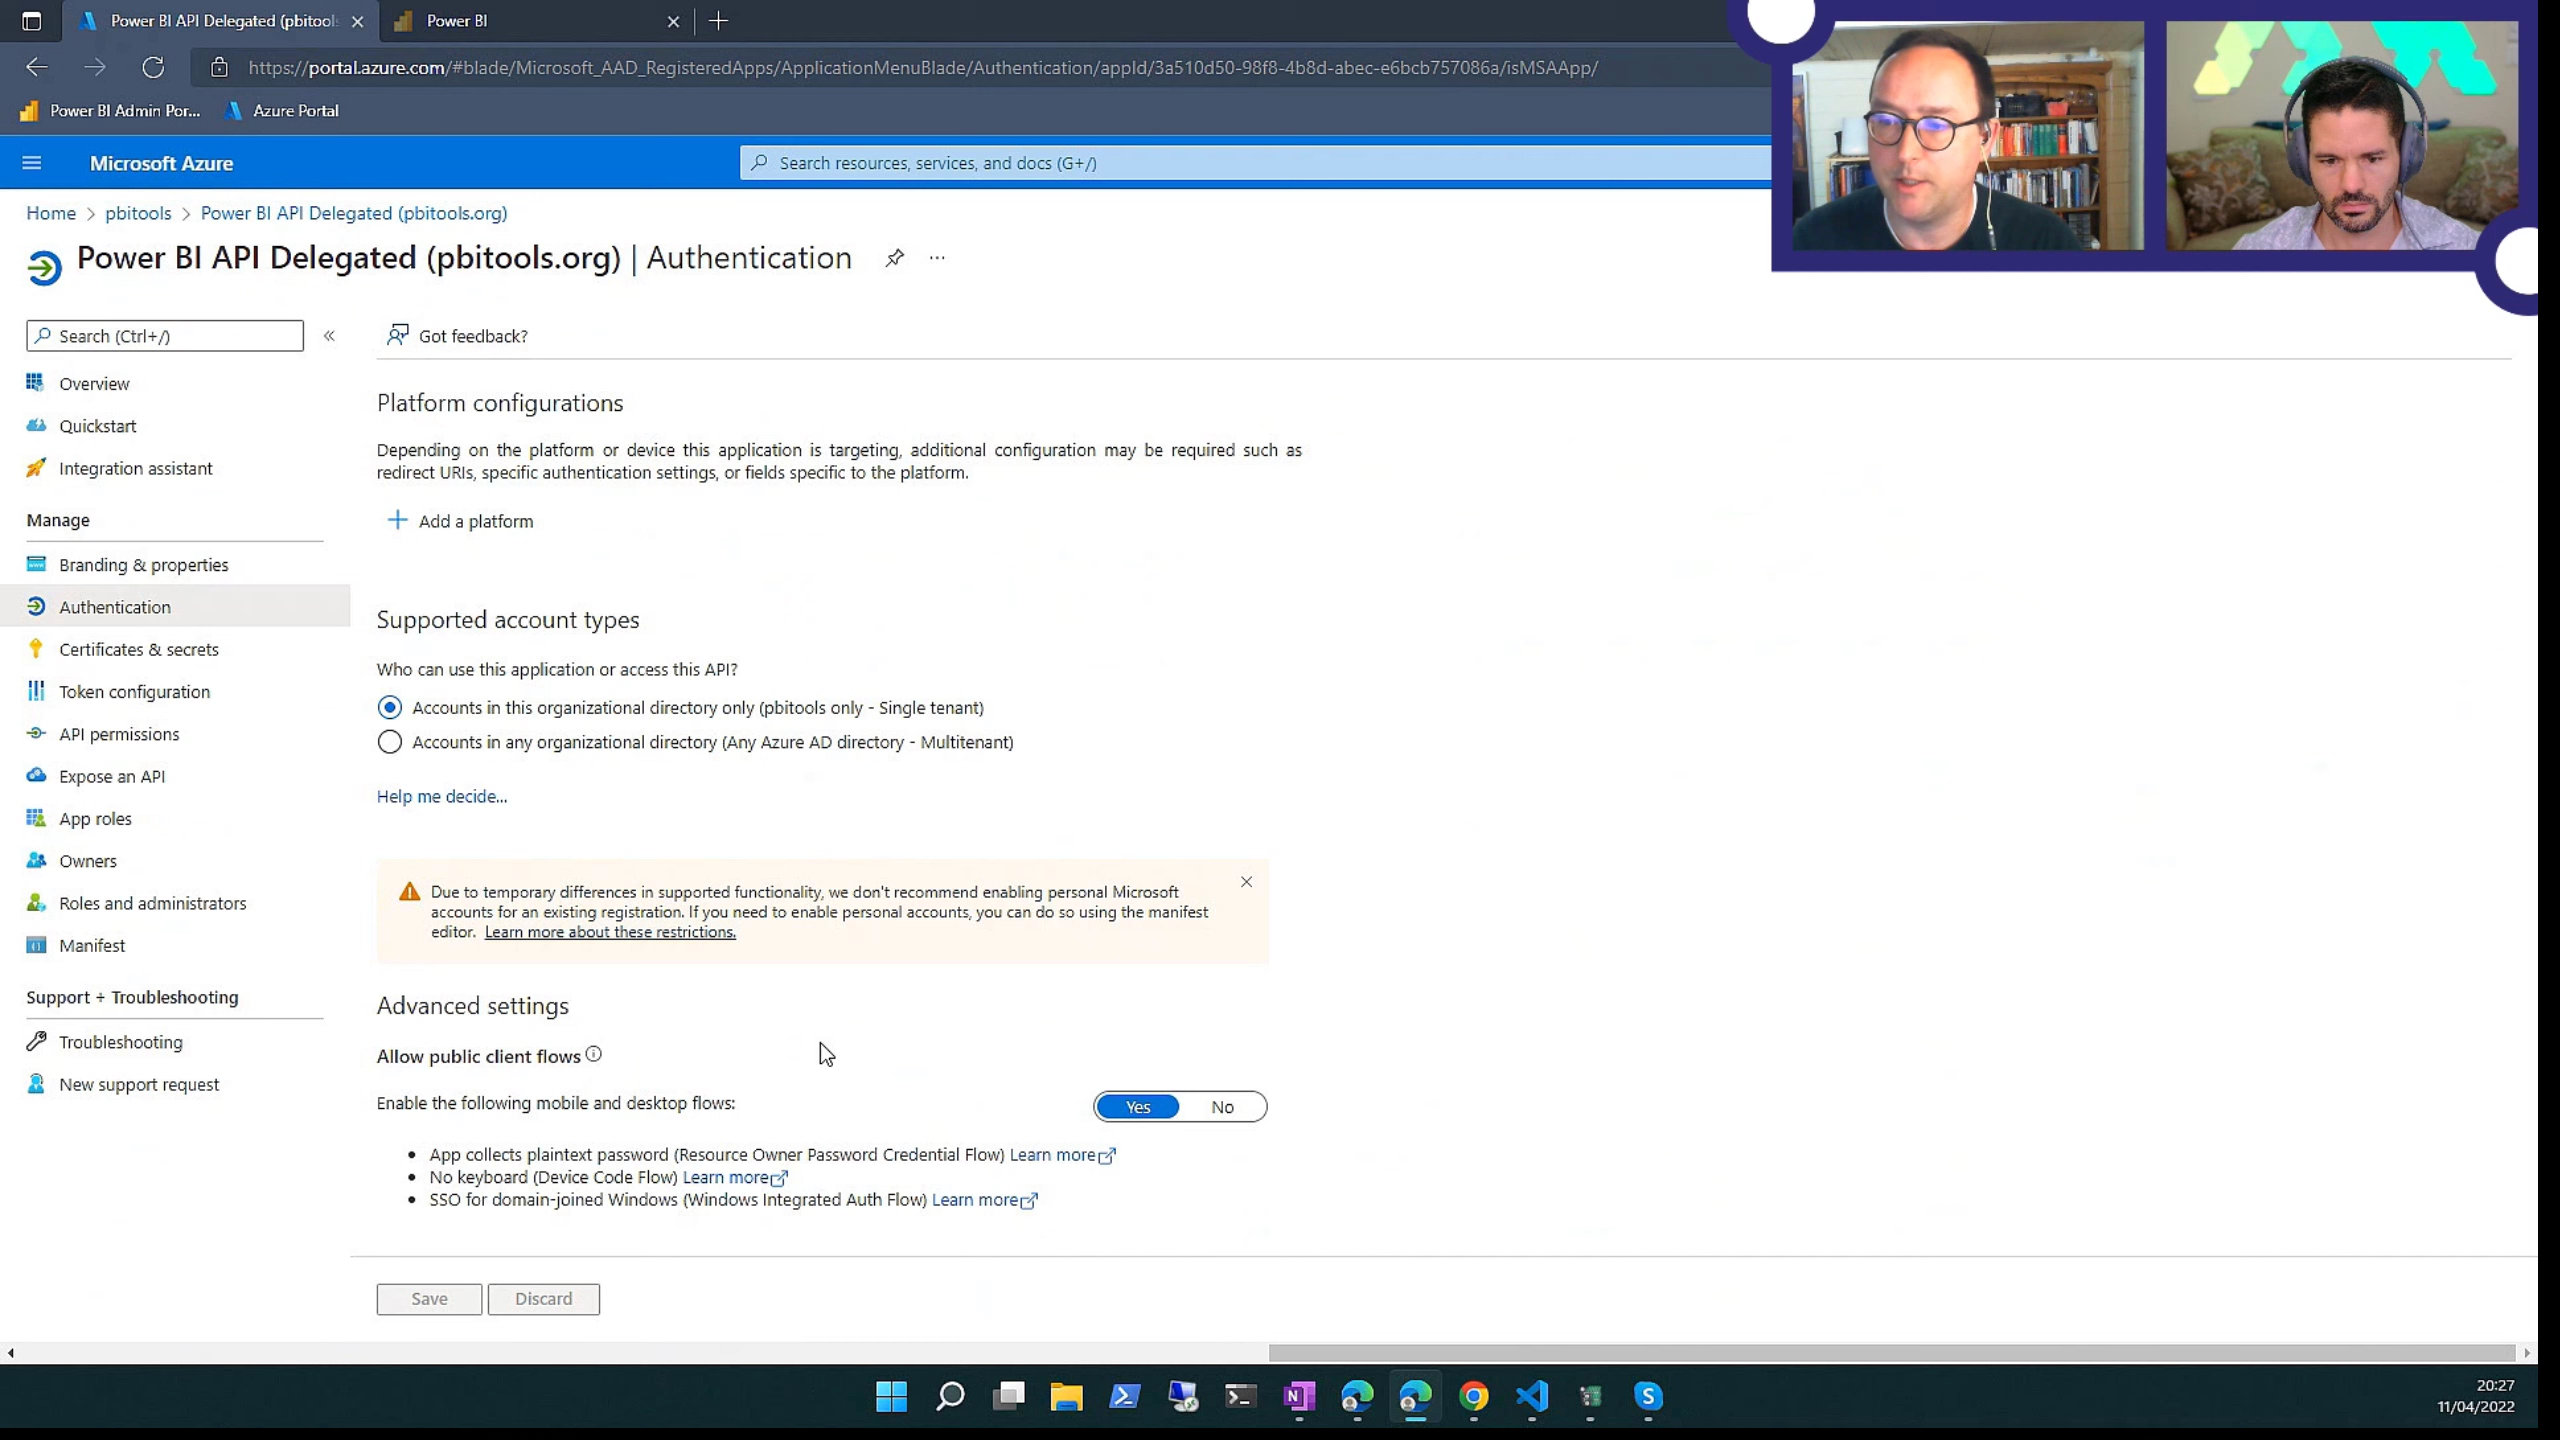 Power BI API Delegated (pbitools
Power BI
https://portal.azure.com/#blade/Microsoft_AAD_RegisteredApps/ApplicationMenuBlade/Authentication/appId/3a510d50-98f8-4b8d-abec-e6bcb757086a/isMSAApp/
Power BI Admin Por...
Azure Portal
Microsoft Azure
Search resources, services, and docs (G+/)
Home > pbitools > Power BI API Delegated (pbitools.org)
Power BI API Delegated (pbitools.org) | Authentication
Search (Ctrl+/)
Got feedback?
Overview
Quickstart
Integration assistant
Manage
Branding & properties
Authentication
Certificates & secrets
Token configuration
API permissions
Expose an API
App roles
Owners
Roles and administrators
Manifest
Support + Troubleshooting
Troubleshooting
New support request
Platform configurations
Depending on the platform or device this application is targeting, additional configuration may be required such as
redirect URIs, specific authentication settings, or fields specific to the platform.
Add a platform
Supported account types
Who can use this application or access this API?
Accounts in this organizational directory only (pbitools only - Single tenant)
Accounts in any organizational directory (Any Azure AD directory - Multitenant)
Help me decide...
Due to temporary differences in supported functionality, we don't recommend enabling personal Microsoft
accounts for an existing registration. If you need to enable personal accounts, you can do so using the manifest
editor. Learn more about these restrictions.
Advanced settings
Allow public client flows
Enable the following mobile and desktop flows:
Yes
No
• App collects plaintext password (Resource Owner Password Credential Flow) Learn more
• No keyboard (Device Code Flow) Learn more
• SSO for domain-joined Windows (Windows Integrated Auth Flow) Learn more
Save
Discard
20:27
11/04/2022